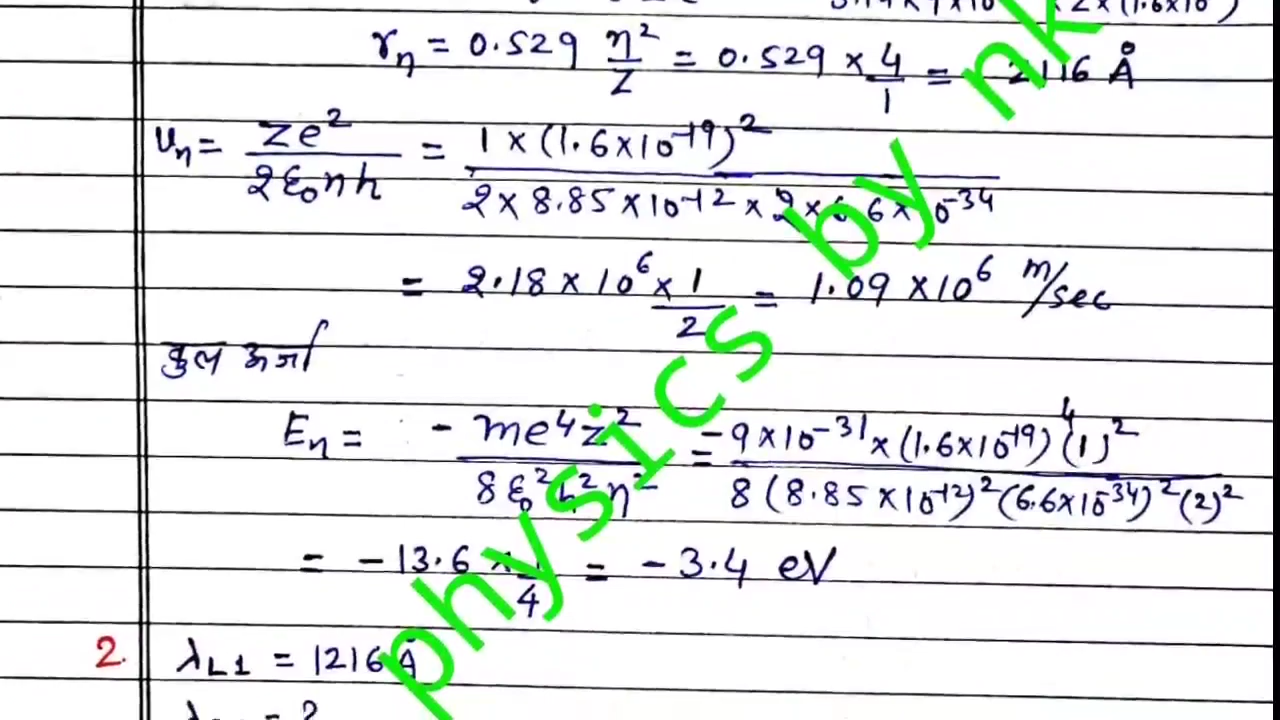 rₙ = 0.529 n²/Z = 0.529 × 4/1 = 2116 Å
υₙ = Ze²/2ε₀nh = 1 × (1.6×10⁻¹⁹)²/2 × 8.85×10⁻¹² × 2×6.6×10⁻³⁴
= 2.18 × 10⁶ × 1/2 = 1.09 × 10⁶ m/sec
कुल ऊर्जा
Eₙ = - me⁴z²/8ε₀²h²n² = -9×10⁻³¹ × (1.6×10⁻¹⁹)⁴(1)²/8(8.85×10⁻¹²)²(6.6×10⁻³⁴)²(2)²
= -13.6 × 1/4 = -3.4 eV
2. λL1 = 1216 Å
physics by nk